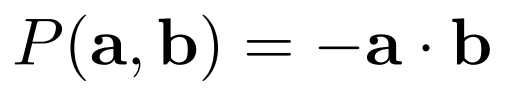 P(𝐚, 𝐛) = −𝐚 · 𝐛